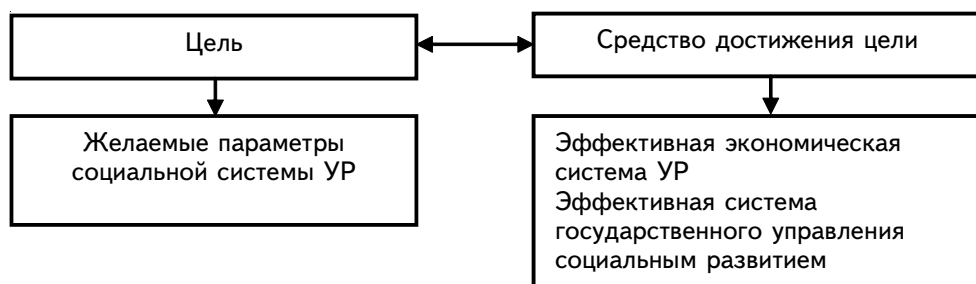 Цель
Средство достижения цели
Желаемые параметры
социальной системы УР
Эффективная экономическая
система УР
Эффективная система
государственного управления
социальным развитием